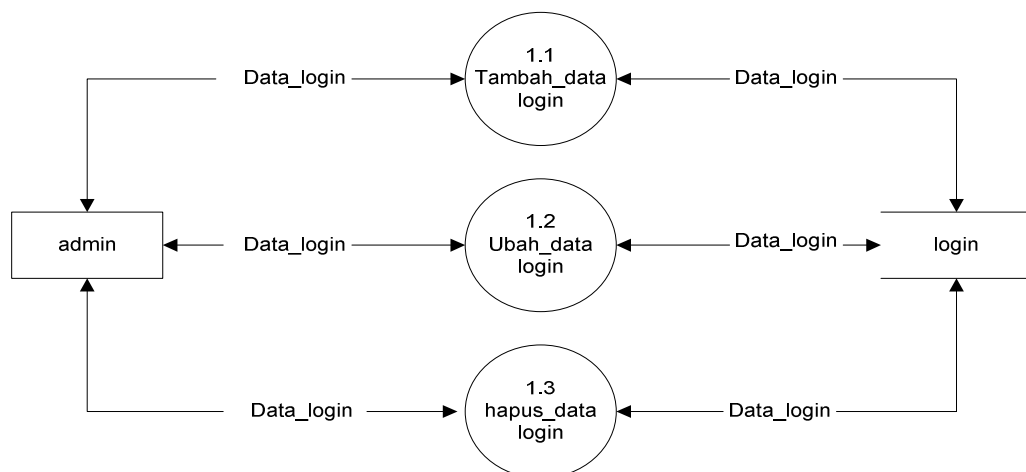 1.1
Data_login
Tambah_data
Data_login
login
1.2
admin
Data_login
Ubah_data
Data_login
login
login
1.3
Data_login
hapus_data
Data_login
login